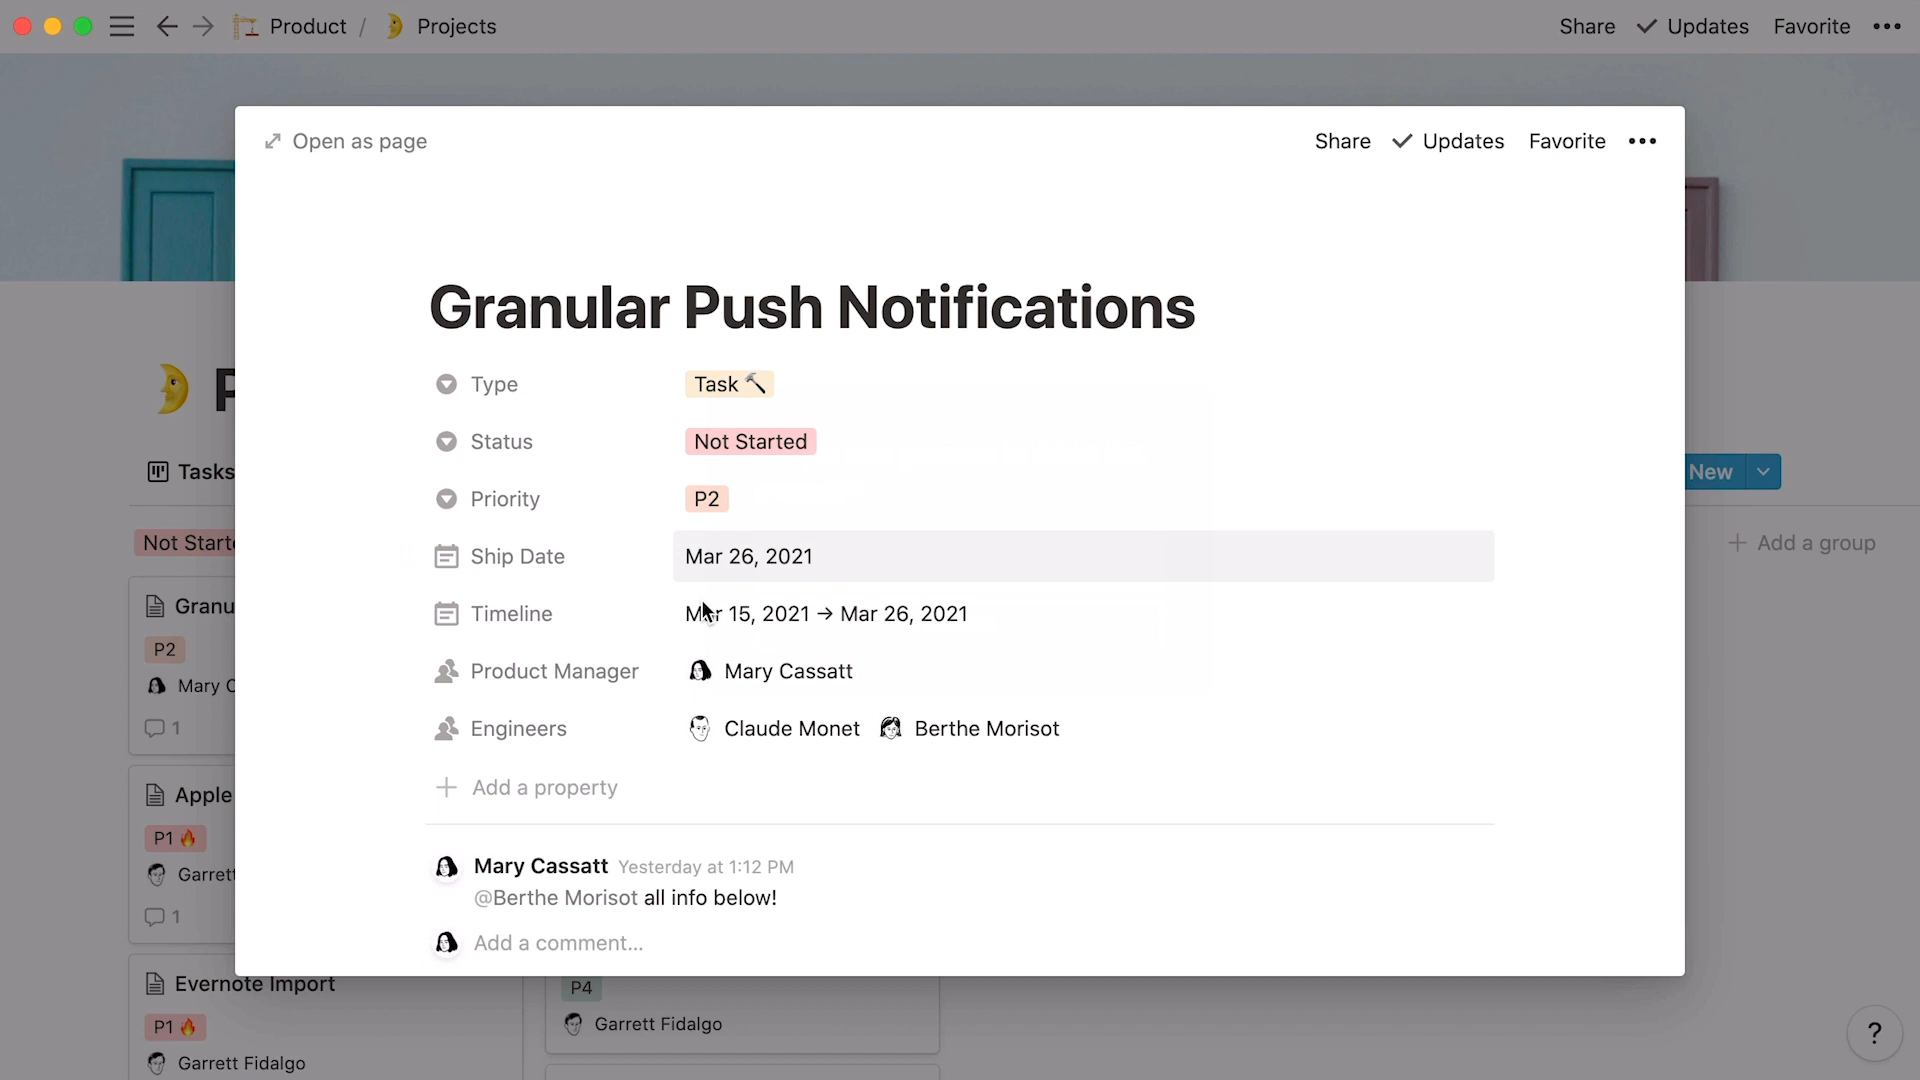 Product / Projects
Share Updates Favorite
Open as page
Share Updates Favorite
Granular Push Notifications
Type Task
Status Not Started
Priority P2
Ship Date Mar 26, 2021
Timeline Mar 15, 2021 → Mar 26, 2021
Product Manager Mary Cassatt
Engineers Claude Monet Berthe Morisot
+ Add a property
Mary Cassatt Yesterday at 1:12 PM
@Berthe Morisot all info below!
Add a comment...
P
Tasks
New
Not Starte
+ Add a group
Granu
P2
Mary C
1
Apple
P1
Garrett
1
Evernote Import
P1
Garrett Fidalgo
P4
Garrett Fidalgo
?